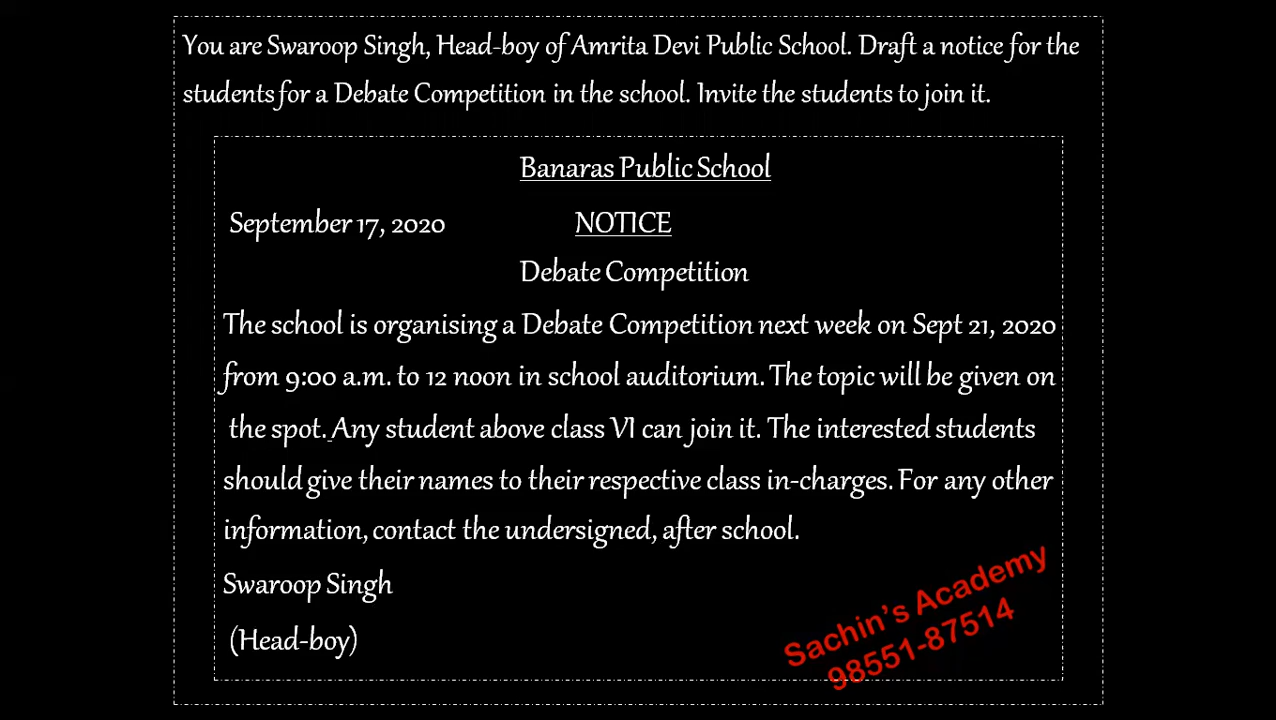 You are Swaroop Singh, Head-boy of Amrita Devi Public School. Draft a notice for the
students for a Debate Competition in the school. Invite the students to join it.
Banaras Public School
September 17, 2020 NOTICE
Debate Competition
The school is organising a Debate Competition next week on Sept 21, 2020
from 9:00 a.m. to 12 noon in school auditorium. The topic will be given on
the spot. Any student above class VI can join it. The interested students
should give their names to their respective class in-charges. For any other
information, contact the undersigned, after school.
Swaroop Singh
(Head-boy)
Sachin's Academy
98551-87514